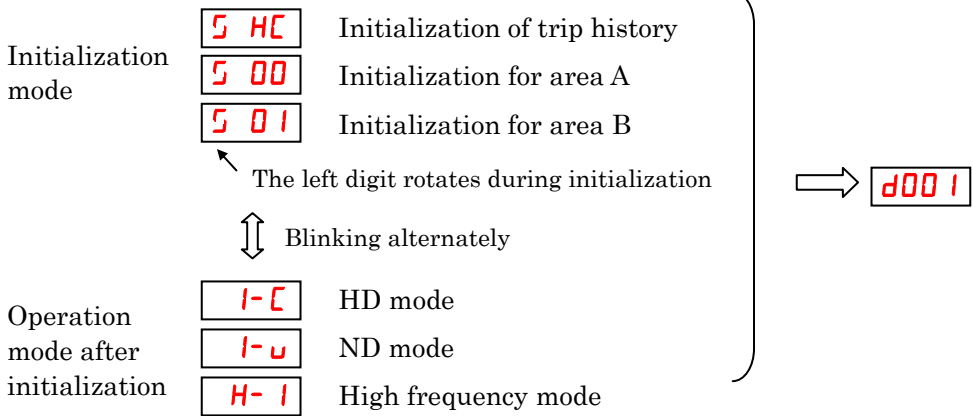 5 HC Initialization of trip history
Initialization
mode
5 00 Initialization for area A
5 01 Initialization for area B
The left digit rotates during initialization
d001
Blinking alternately
Operation
mode after
initialization
1-C HD mode
1-u ND mode
H-1 High frequency mode